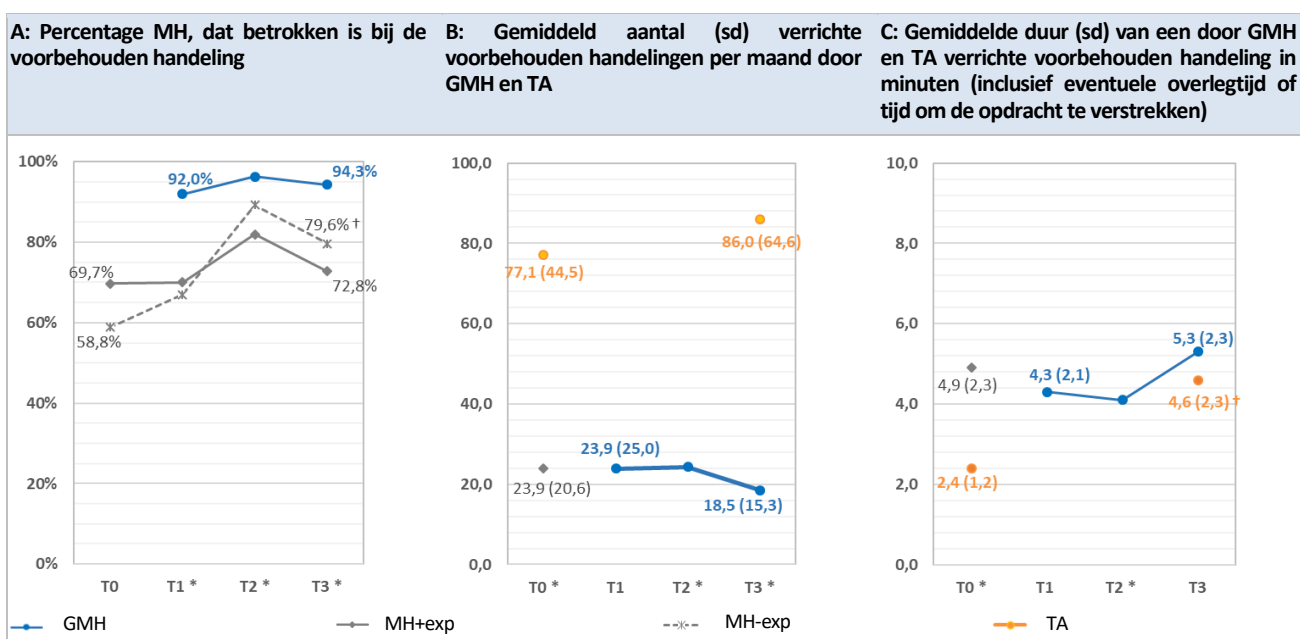 A: Percentage MH, dat betrokken is bij de
voorbehouden handeling
B: Gemiddeld aantal (sd) verrichte
voorbehouden handelingen per maand door
GMH en TA
C: Gemiddelde duur (sd) van een door GMH
en TA verrichte voorbehouden handeling in
minuten (inclusief eventuele overlegtijd of
tijd om de opdracht te verstrekken)
100%
80%
60%
40%
20%
0%
92,0%
94,3%
79,6% †
69,7%
72,8%
58,8%
T0 T1 * T2 * T3 *
100,0
80,0
60,0
40,0
20,0
0,0
86,0 (64,6)
77,1 (44,5)
23,9 (25,0)
23,9 (20,6)
18,5 (15,3)
T0 * T1 T2 * T3 *
10,0
8,0
6,0
4,0
2,0
0,0
5,3 (2,3)
4,9 (2,3)
4,3 (2,1)
4,6 (2,3) †
2,4 (1,2)
T0 * T1 T2 * T3
GMH MH+exp MH-exp TA